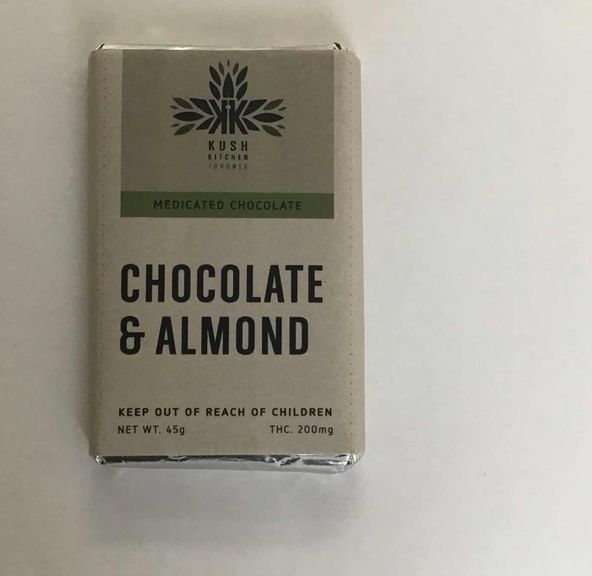 KUSH
KITCHEN
TORONTO
MEDICATED CHOCOLATE
CHOCOLATE
& ALMOND
KEEP OUT OF REACH OF CHILDREN
NET WT. 45g THC. 200mg